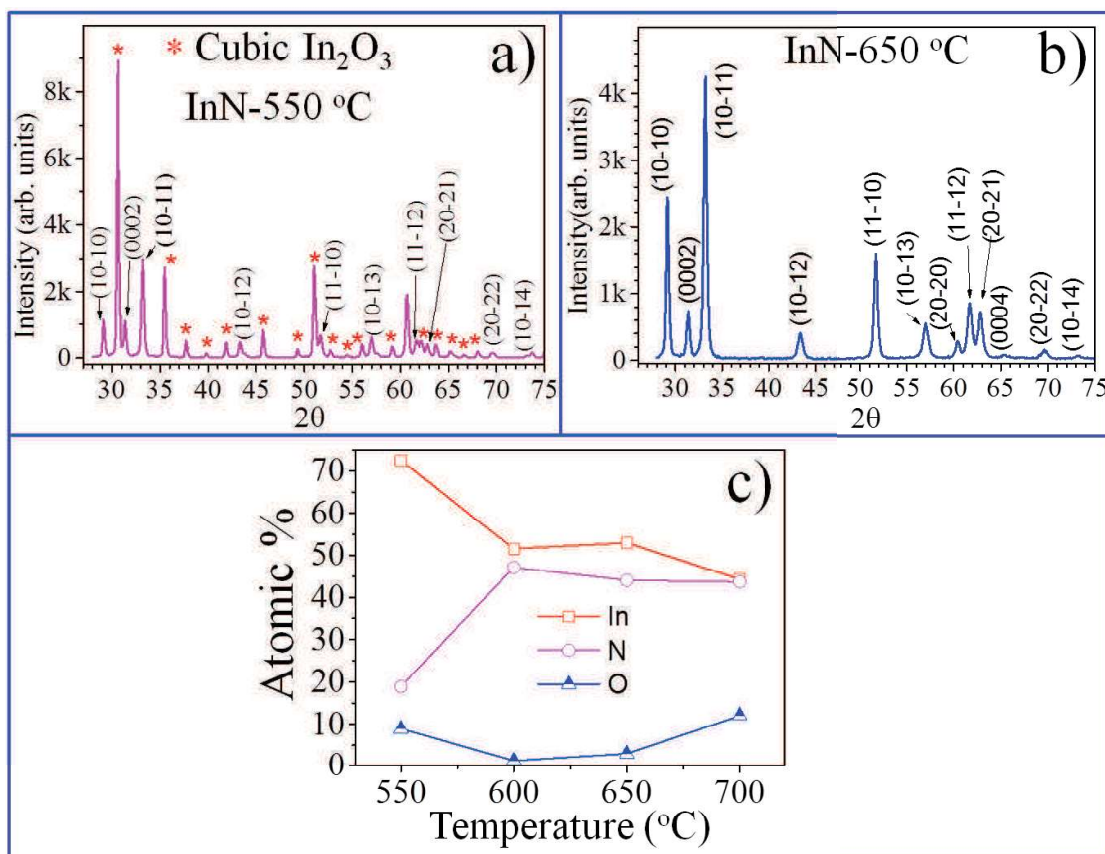 * Cubic In₂O₃
a)
InN-550 °C
Intensity (arb. units)
8k
6k
4k
2k
0
(10-10)
(0002)
(10-11)
(10-12)
(11-10)
(10-13)
(11-12)
(20-21)
(20-22)
(10-14)
30 35 40 45 50 55 60 65 70 75
2θ
InN-650 °C
b)
Intensity(arb. units)
4k
3k
2k
1k
0
(10-10)
(0002)
(10-11)
(10-12)
(11-10)
(10-13)
(20-20)
(11-12)
(20-21)
(0004)
(20-22)
(10-14)
30 35 40 45 50 55 60 65 70 75
2θ
c)
Atomic %
70
60
50
40
30
20
10
0
In
N
O
550 600 650 700
Temperature (°C)